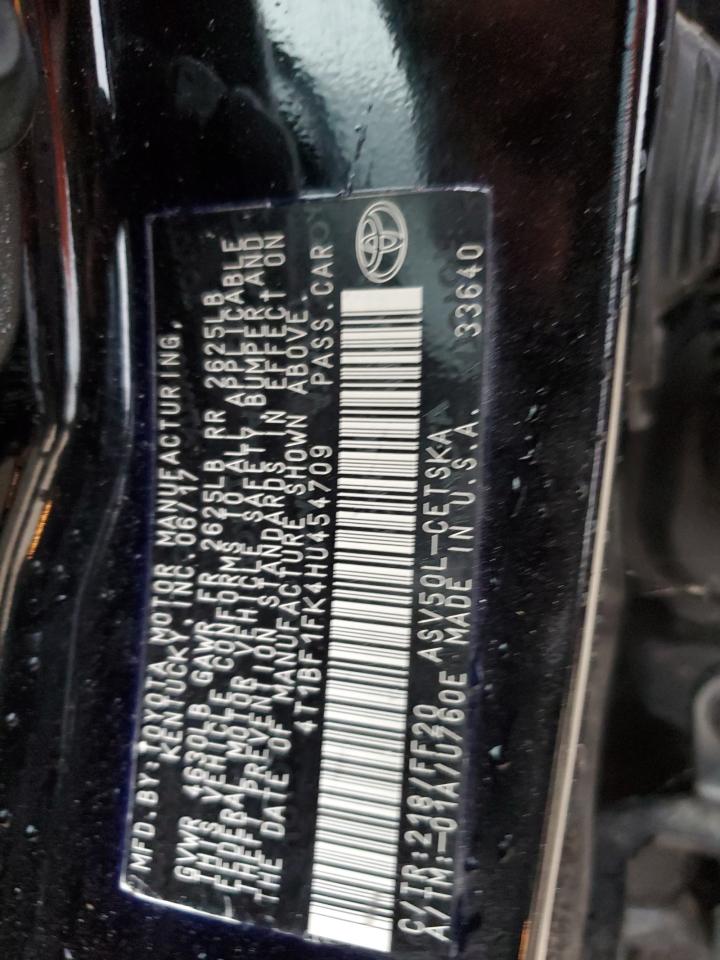 MFD.BY:TOYOTA MOTOR MANUFACTURING,
KENTUCKY, INC. 06/17
GVWR 4630LB GAWR FR 2625LB RR 2625LB
THIS VEHICLE CONFORMS TO ALL APPLICABLE
FEDERAL MOTOR VEHICLE SAFETY, BUMPER, AND
THEFT PREVENTION STANDARDS IN EFFECT ON
THE DATE OF MANUFACTURE SHOWN ABOVE.
4T1BF1FK4HU454709 PASS.CAR
C/TR:218/FF20 ASV50L-CETSKA
A/TM:-01A/U760E MADE IN U.S.A. 33640